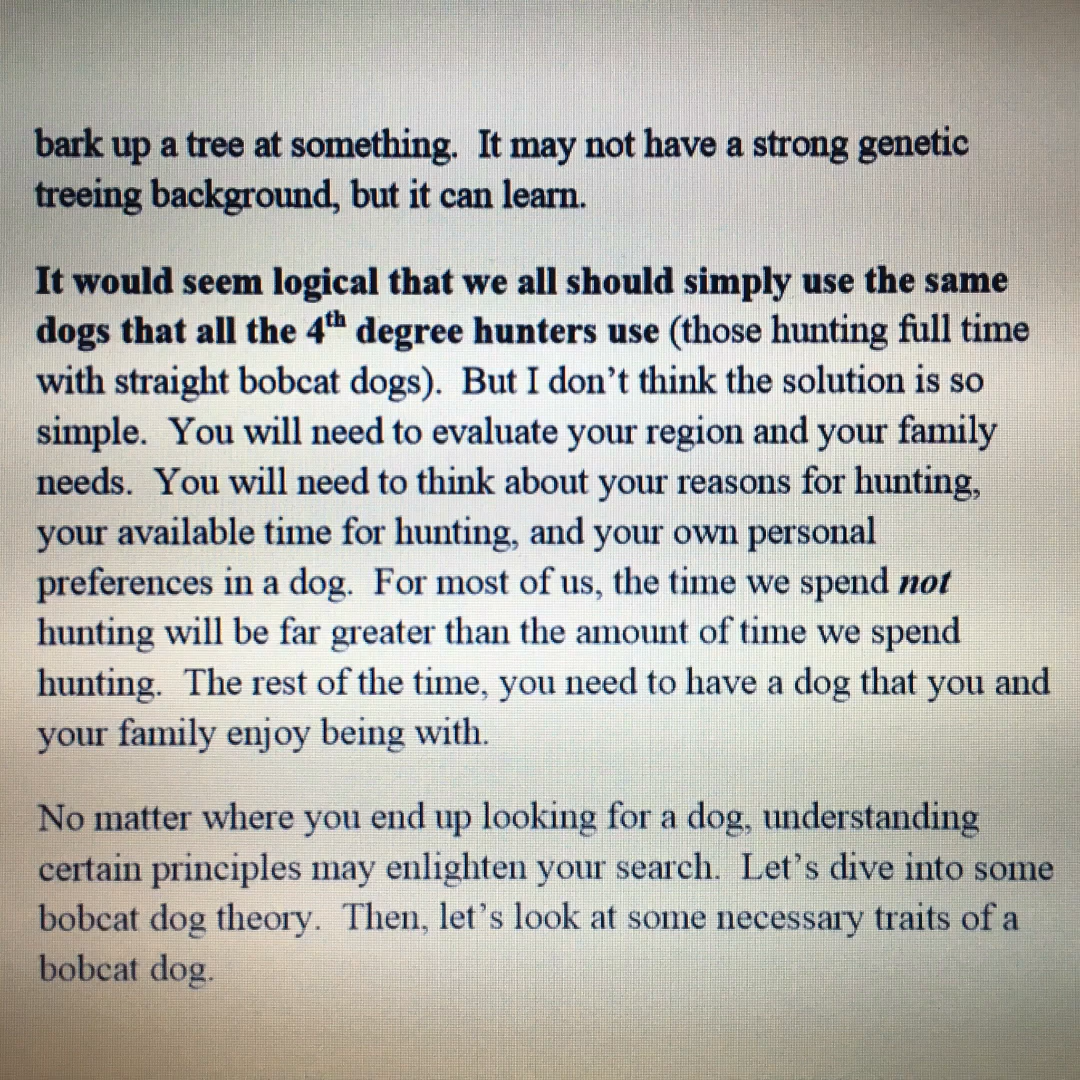 bark up a tree at something.  It may not have a strong genetic
treeing background, but it can learn.
It would seem logical that we all should simply use the same
dogs that all the 4th degree hunters use (those hunting full time
with straight bobcat dogs).  But I don’t think the solution is so
simple.  You will need to evaluate your region and your family
needs.  You will need to think about your reasons for hunting,
your available time for hunting, and your own personal
preferences in a dog.  For most of us, the time we spend not
hunting will be far greater than the amount of time we spend
hunting.  The rest of the time, you need to have a dog that you and
your family enjoy being with.
No matter where you end up looking for a dog, understanding
certain principles may enlighten your search.  Let’s dive into some
bobcat dog theory.  Then, let’s look at some necessary traits of a
bobcat dog.